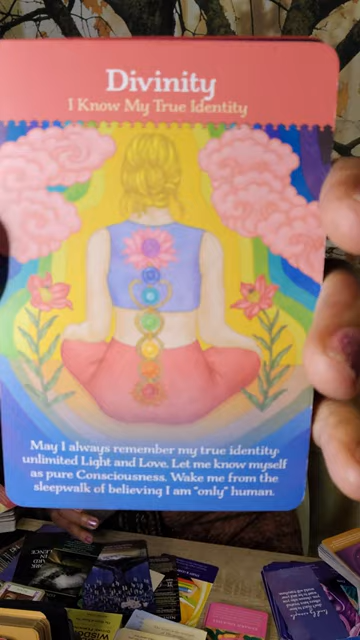 Divinity
I Know My True Identity
May I always remember my true identity-
unlimited Light and Love. Let me know myself
as pure Consciousness. Wake me from the
sleepwalk of believing I am "only" human.